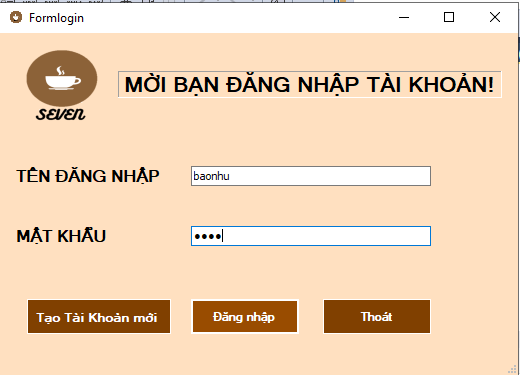 Formlogin
SEVEN
MỜI BẠN ĐĂNG NHẬP TÀI KHOẢN!
TÊN ĐĂNG NHẬP
baonhu
MẬT KHẨU
••••
Tạo Tài Khoản mới
Đăng nhập
Thoát